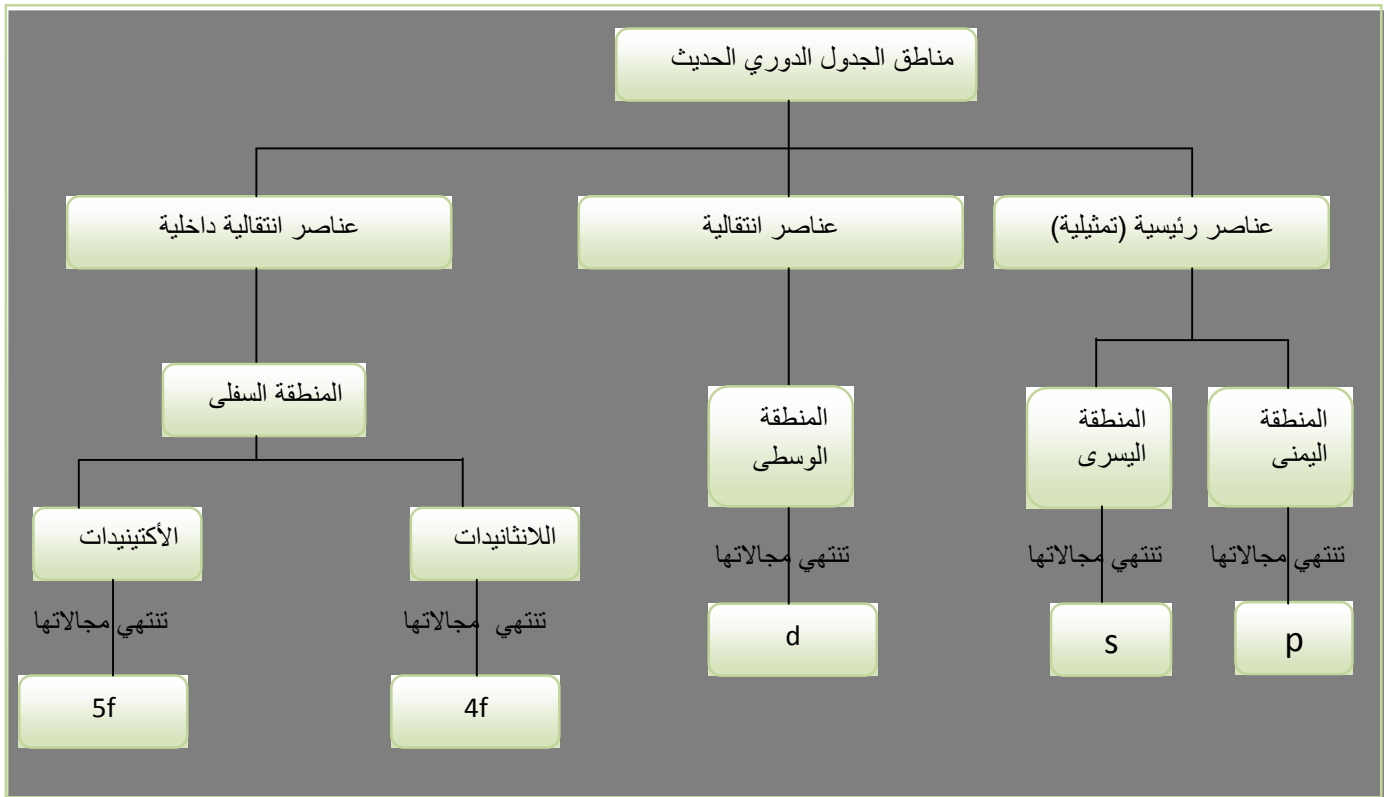 مناطق الجدول الدوري الحديث
عناصر رئيسية (تمثيلية)
عناصر انتقالية
عناصر انتقالية داخلية
المنطقة السفلى
المنطقة
اليمنى
المنطقة
اليسرى
المنطقة
الوسطى
اللانثانيدات
الأكتينيدات
تنتهي مجالاتها
تنتهي مجالاتها
تنتهي مجالاتها
تنتهي مجالاتها
تنتهي مجالاتها
p
s
d
4f
5f